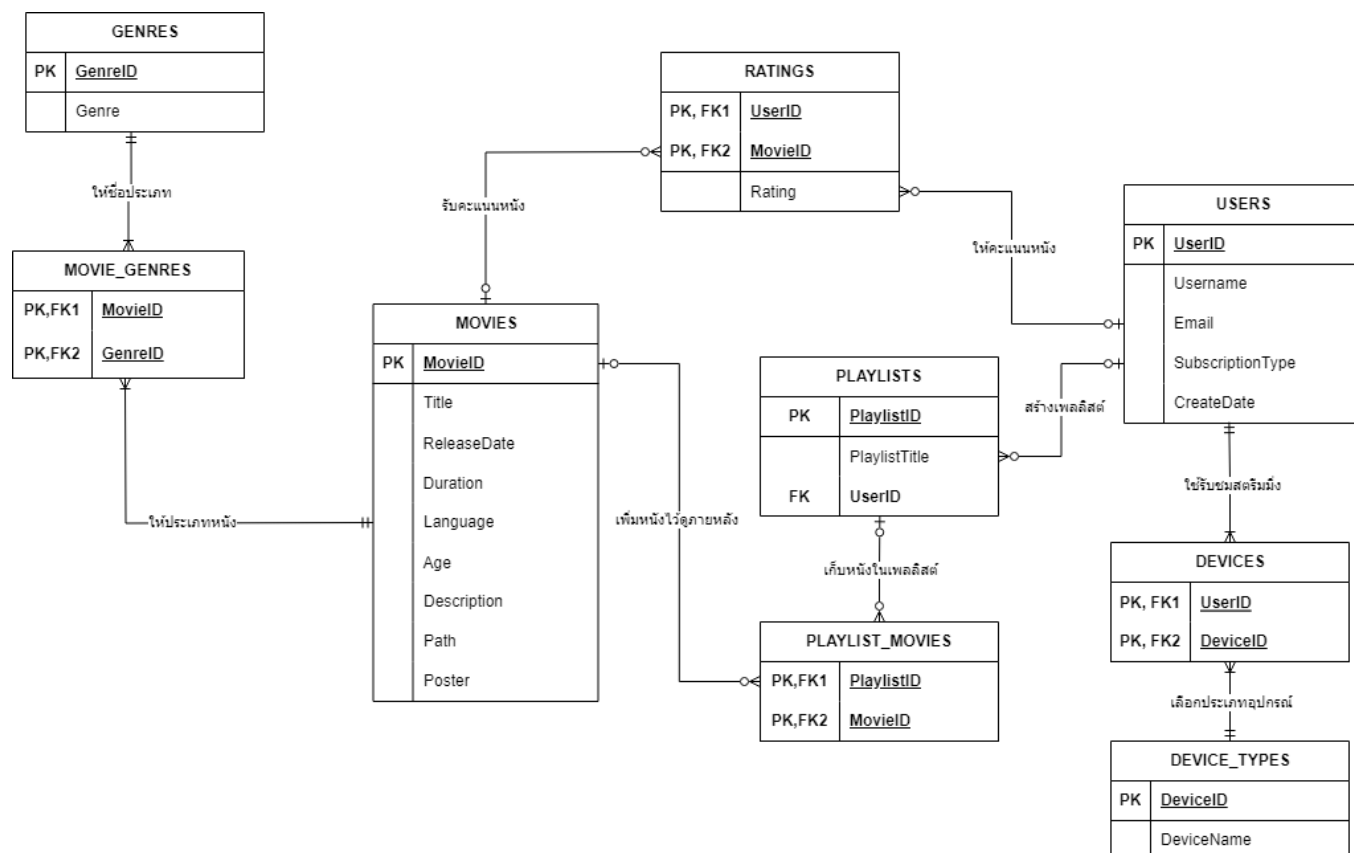 GENRES
PK GenreID
Genre
ให้ชื่อประเภท
MOVIE_GENRES
PK,FK1 MovieID
PK,FK2 GenreID
ให้ประเภทหนัง
RATINGS
PK, FK1 UserID
PK, FK2 MovieID
Rating
รับคะแนนหนัง
ให้คะแนนหนัง
MOVIES
PK MovieID
Title
ReleaseDate
Duration
Language
Age
Description
Path
Poster
เพิ่มหนังไว้ดูภายหลัง
USERS
PK UserID
Username
Email
SubscriptionType
CreateDate
สร้างเพลลิสต์
PLAYLISTS
PK PlaylistID
PlaylistTitle
FK UserID
เก็บหนังในเพลลิสต์
PLAYLIST_MOVIES
PK,FK1 PlaylistID
PK,FK2 MovieID
ใช้รับชมสตรีมมิ่ง
DEVICES
PK, FK1 UserID
PK, FK2 DeviceID
เลือกประเภทอุปกรณ์
DEVICE_TYPES
PK DeviceID
DeviceName